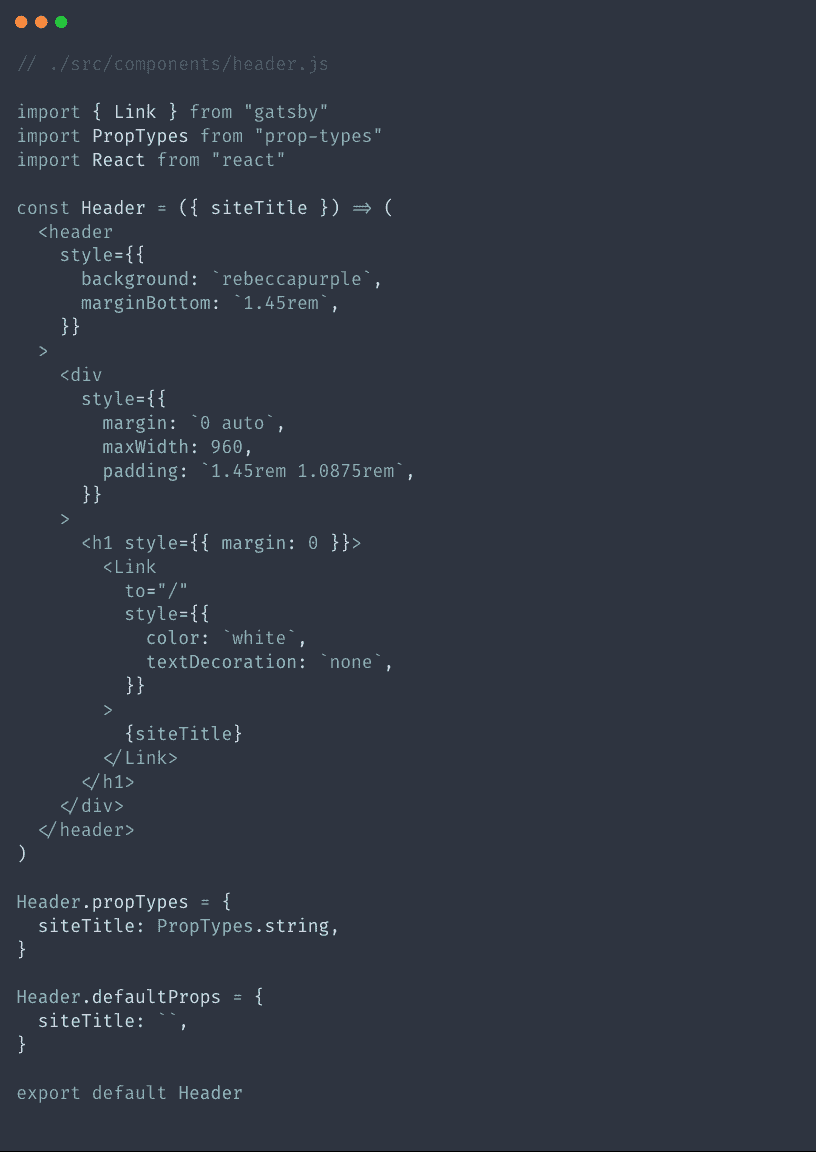 // ./src/components/header.js
import { Link } from "gatsby"
import PropTypes from "prop-types"
import React from "react"
const Header = ({ siteTitle }) => (
  <header
    style={{
      background: `rebeccapurple`,
      marginBottom: `1.45rem`,
    }}
  >
    <div
      style={{
        margin: `0 auto`,
        maxWidth: 960,
        padding: `1.45rem 1.0875rem`,
      }}
    >
      <h1 style={{ margin: 0 }}>
        <Link
          to="/"
          style={{
            color: `white`,
            textDecoration: `none`,
          }}
        >
          {siteTitle}
        </Link>
      </h1>
    </div>
  </header>
)
Header.propTypes = {
  siteTitle: PropTypes.string,
}
Header.defaultProps = {
  siteTitle: ``,
}
export default Header